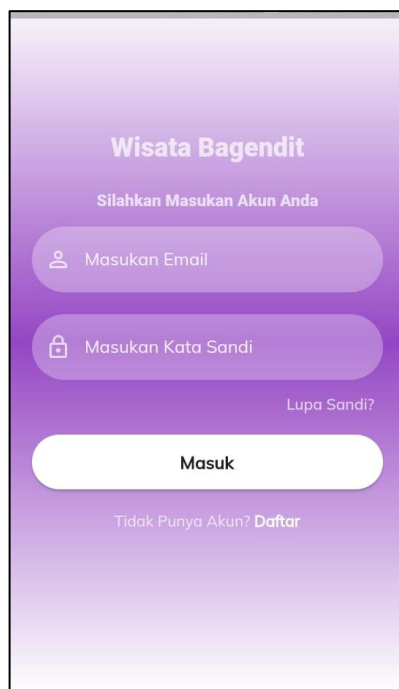 Wisata Bagendit
Silahkan Masukan Akun Anda
Masukan Email
Masukan Kata Sandi
Lupa Sandi?
Masuk
Tidak Punya Akun? Daftar